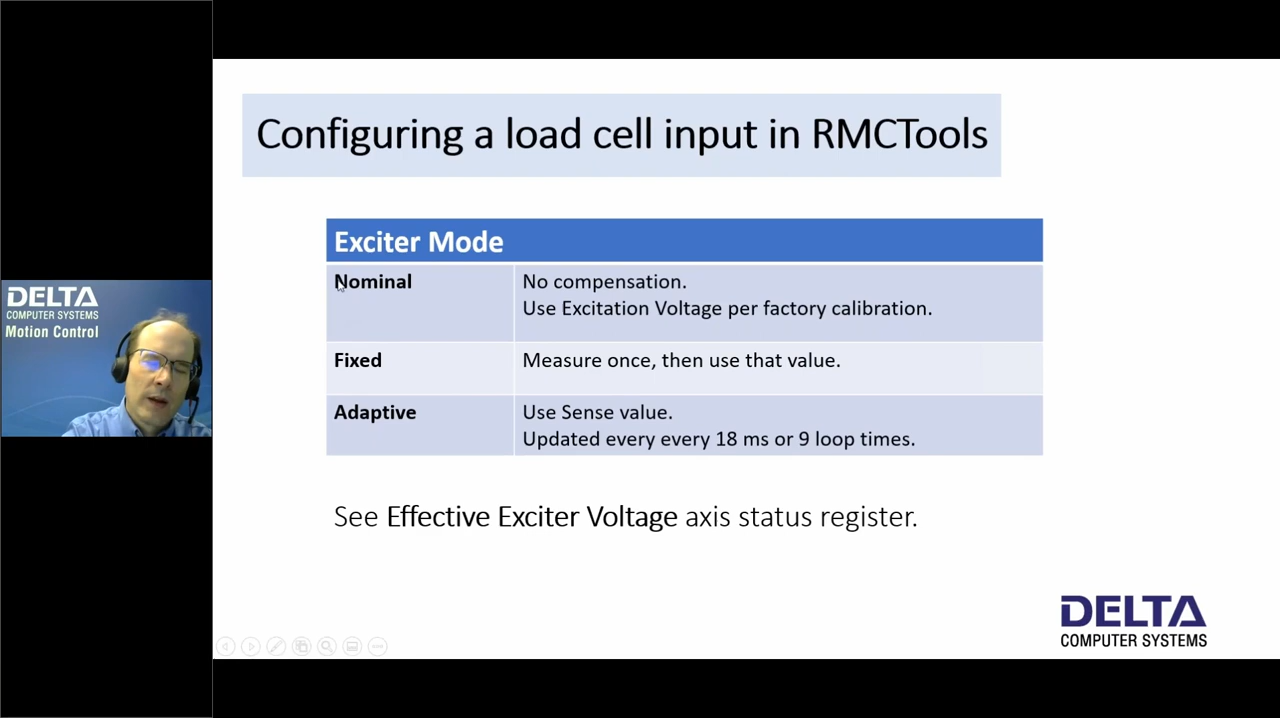 Configuring a load cell input in RMCTools
Exciter Mode
Nominal
No compensation.
Use Excitation Voltage per factory calibration.
Fixed
Measure once, then use that value.
Adaptive
Use Sense value.
Updated every every 18 ms or 9 loop times.
See Effective Exciter Voltage axis status register.
DELTA
COMPUTER SYSTEMS
Motion Control
DELTA
COMPUTER SYSTEMS